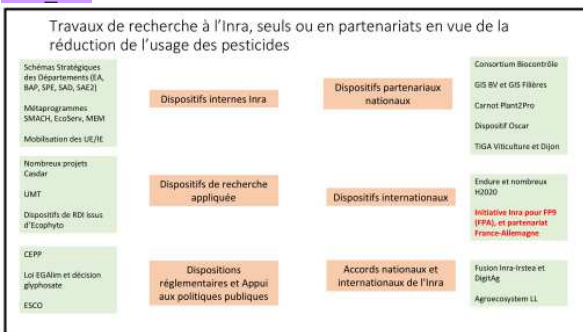 Travaux de recherche à l'Inra, seuls ou en partenariats en vue de la
réduction de l'usage des pesticides
Schémas Stratégiques
des Départements (EA,
BAP, SPE, SAD, SAE2)
Métaprogrammes
SMACH, EcoServ, MEM
Mobilisation des UE/IE
Dispositifs internes Inra
Dispositifs partenariaux
nationaux
Consortium Biocontrôle
GIS BV et GIS Filières
Carnot Plant2Pro
Dispositif Oscar
TIGA Viticulture et Dijon
Nombreux projets
Casdar
UMT
Dispositifs de RDI issus
d'Ecophyto
Dispositifs de recherche
appliquée
Dispositifs internationaux
Endure et nombreux
H2020
Initiative Inra pour FP9
(FPA), et partenariat
France-Allemagne
CEPP
Loi EGAlim et décision
glyphosate
ESCO
Dispositions
réglementaires et Appui
aux politiques publiques
Accords nationaux et
internationaux de l'Inra
Fusion Inra-Irstea et
DigitAg
Agroecosystem LL